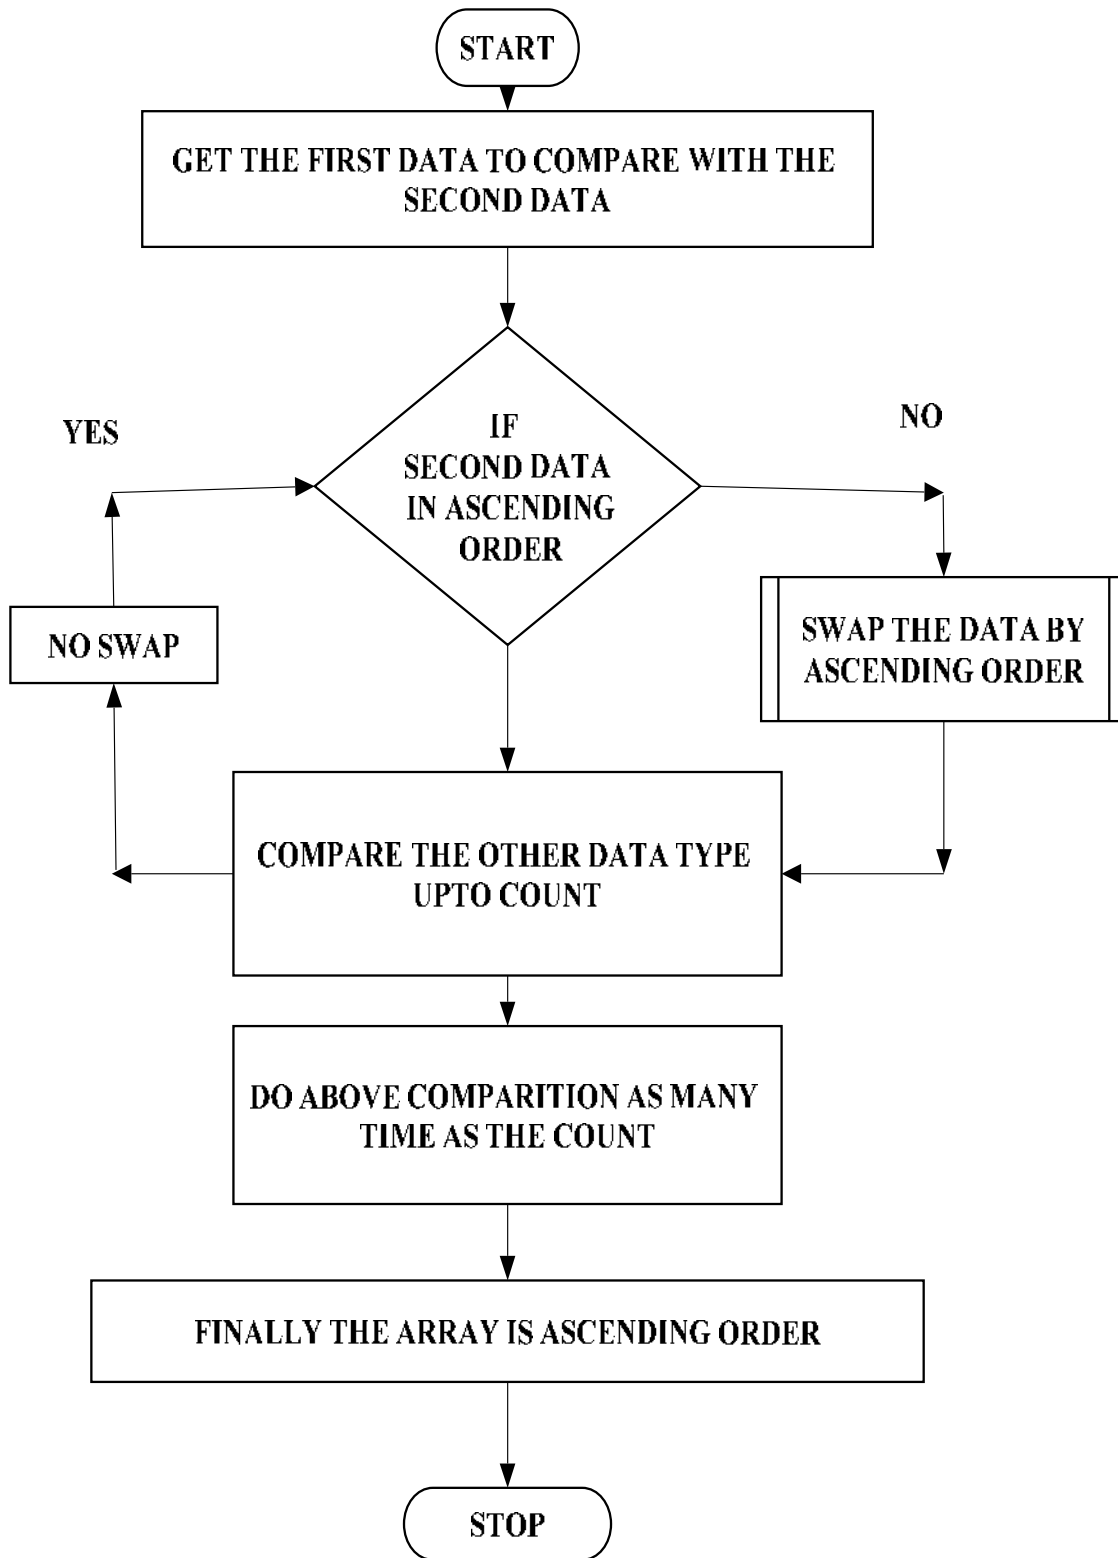 START
GET THE FIRST DATA TO COMPARE WITH THE
SECOND DATA
YES
IF
SECOND DATA
IN ASCENDING
ORDER
NO
NO SWAP
SWAP THE DATA BY
ASCENDING ORDER
COMPARE THE OTHER DATA TYPE
UPTO COUNT
DO ABOVE COMPARITION AS MANY
TIME AS THE COUNT
FINALLY THE ARRAY IS ASCENDING ORDER
STOP